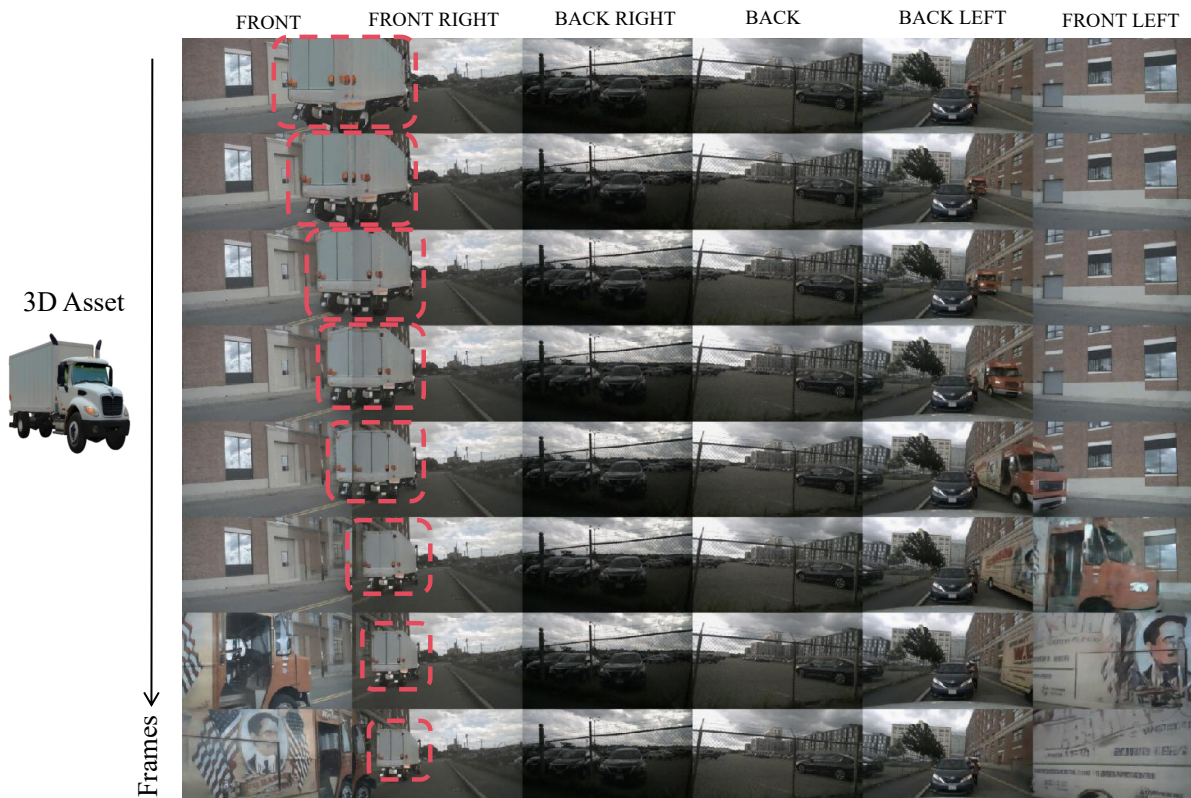 FRONT
FRONT RIGHT
BACK RIGHT
BACK
BACK LEFT
FRONT LEFT
3D Asset
Frames